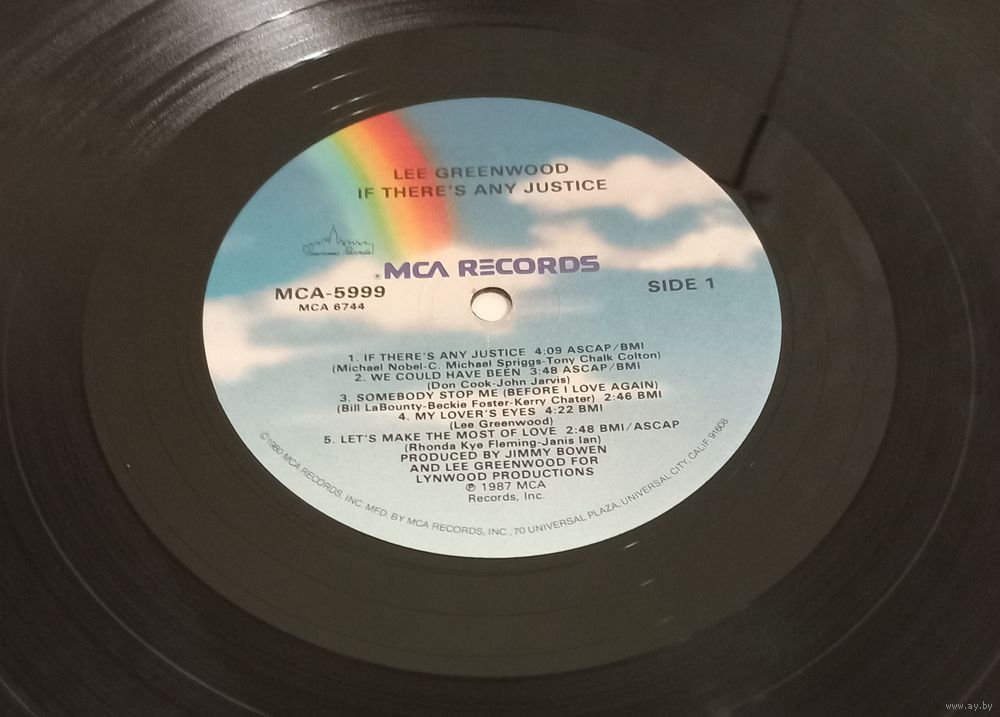 LEE GREENWOOD
IF THERE'S ANY JUSTICE
®MCA RECORDS
MCA-5999
MCA 6744
SIDE 1
1. IF THERE'S ANY JUSTICE 4:09 ASCAP/BMI
(Michael Nobel-C. Michael Spriggs-Tony Chalk Colton)
2. WE COULD HAVE BEEN 3:48 ASCAP/BMI
(Don Cook-John Jarvis)
3. SOMEBODY STOP ME (BEFORE I LOVE AGAIN)
(Bill LaBounty-Beckie Foster-Kerry Chater) 2:46 BMI
4. MY LOVER'S EYES 4:22 BMI
(Lee Greenwood)
5. LET'S MAKE THE MOST OF LOVE 2:48 BMI/ASCAP
(Rhonda Kye Fleming-Janis Ian)
PRODUCED BY JIMMY BOWEN
AND LEE GREENWOOD FOR
LYNWOOD PRODUCTIONS
℗ 1987 MCA
Records, Inc.
©1980 MCA RECORDS, INC. MFD. BY MCA RECORDS, INC., 70 UNIVERSAL PLAZA, UNIVERSAL CITY, CALIF. 91608
www.ay.by